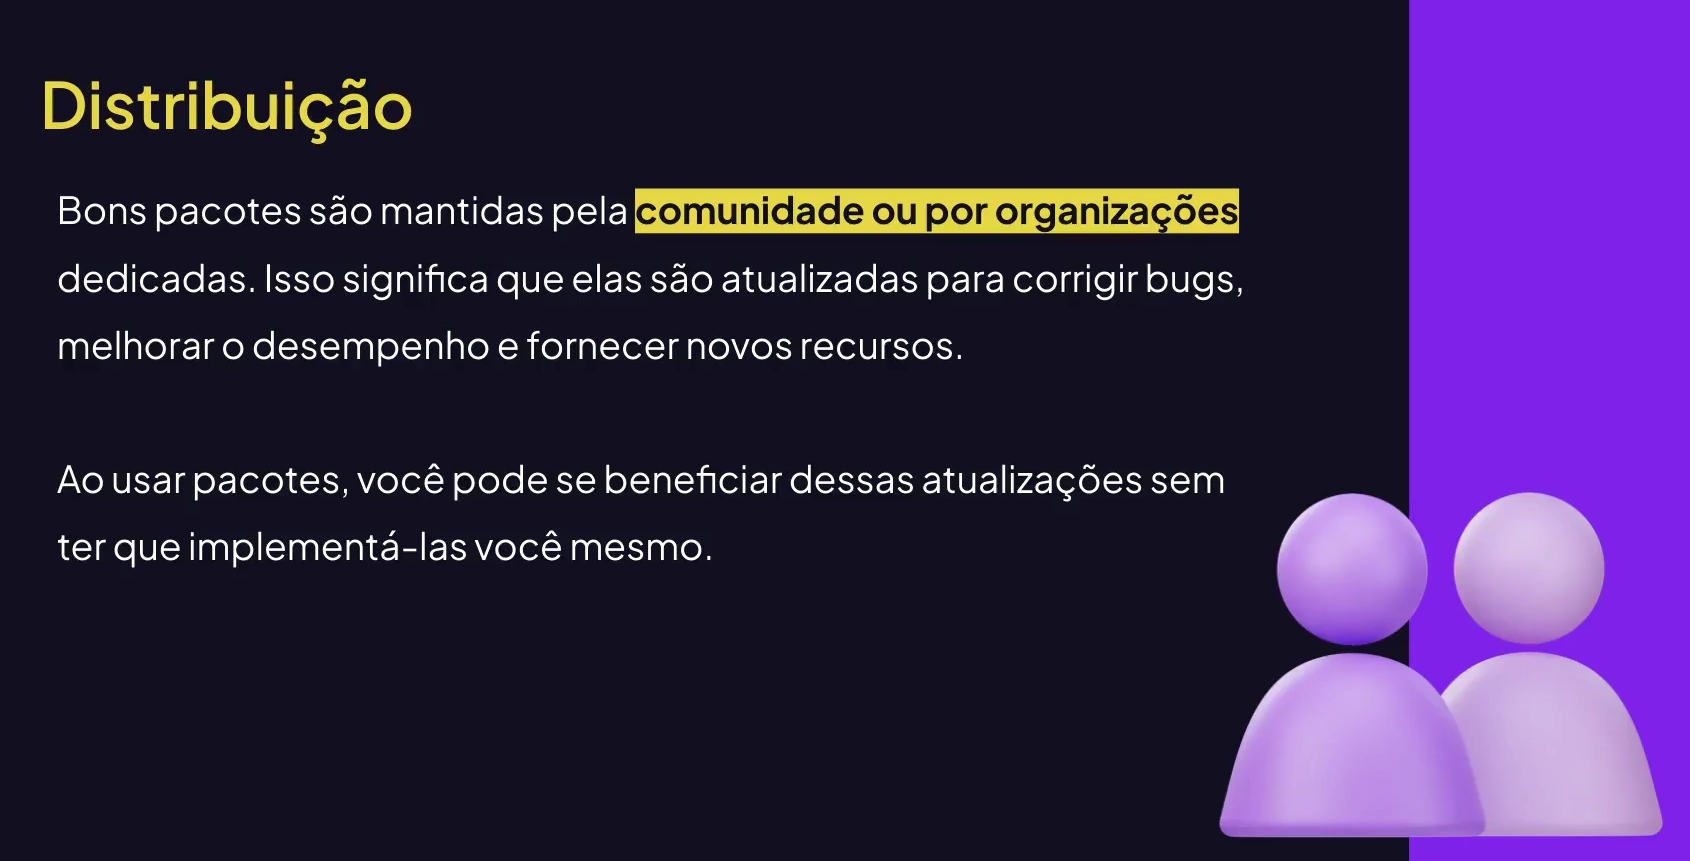 Distribuição
Bons pacotes são mantidas pela comunidade ou por organizações
dedicadas. Isso significa que elas são atualizadas para corrigir bugs,
melhorar o desempenho e fornecer novos recursos.
Ao usar pacotes, você pode se beneficiar dessas atualizações sem
ter que implementá-las você mesmo.